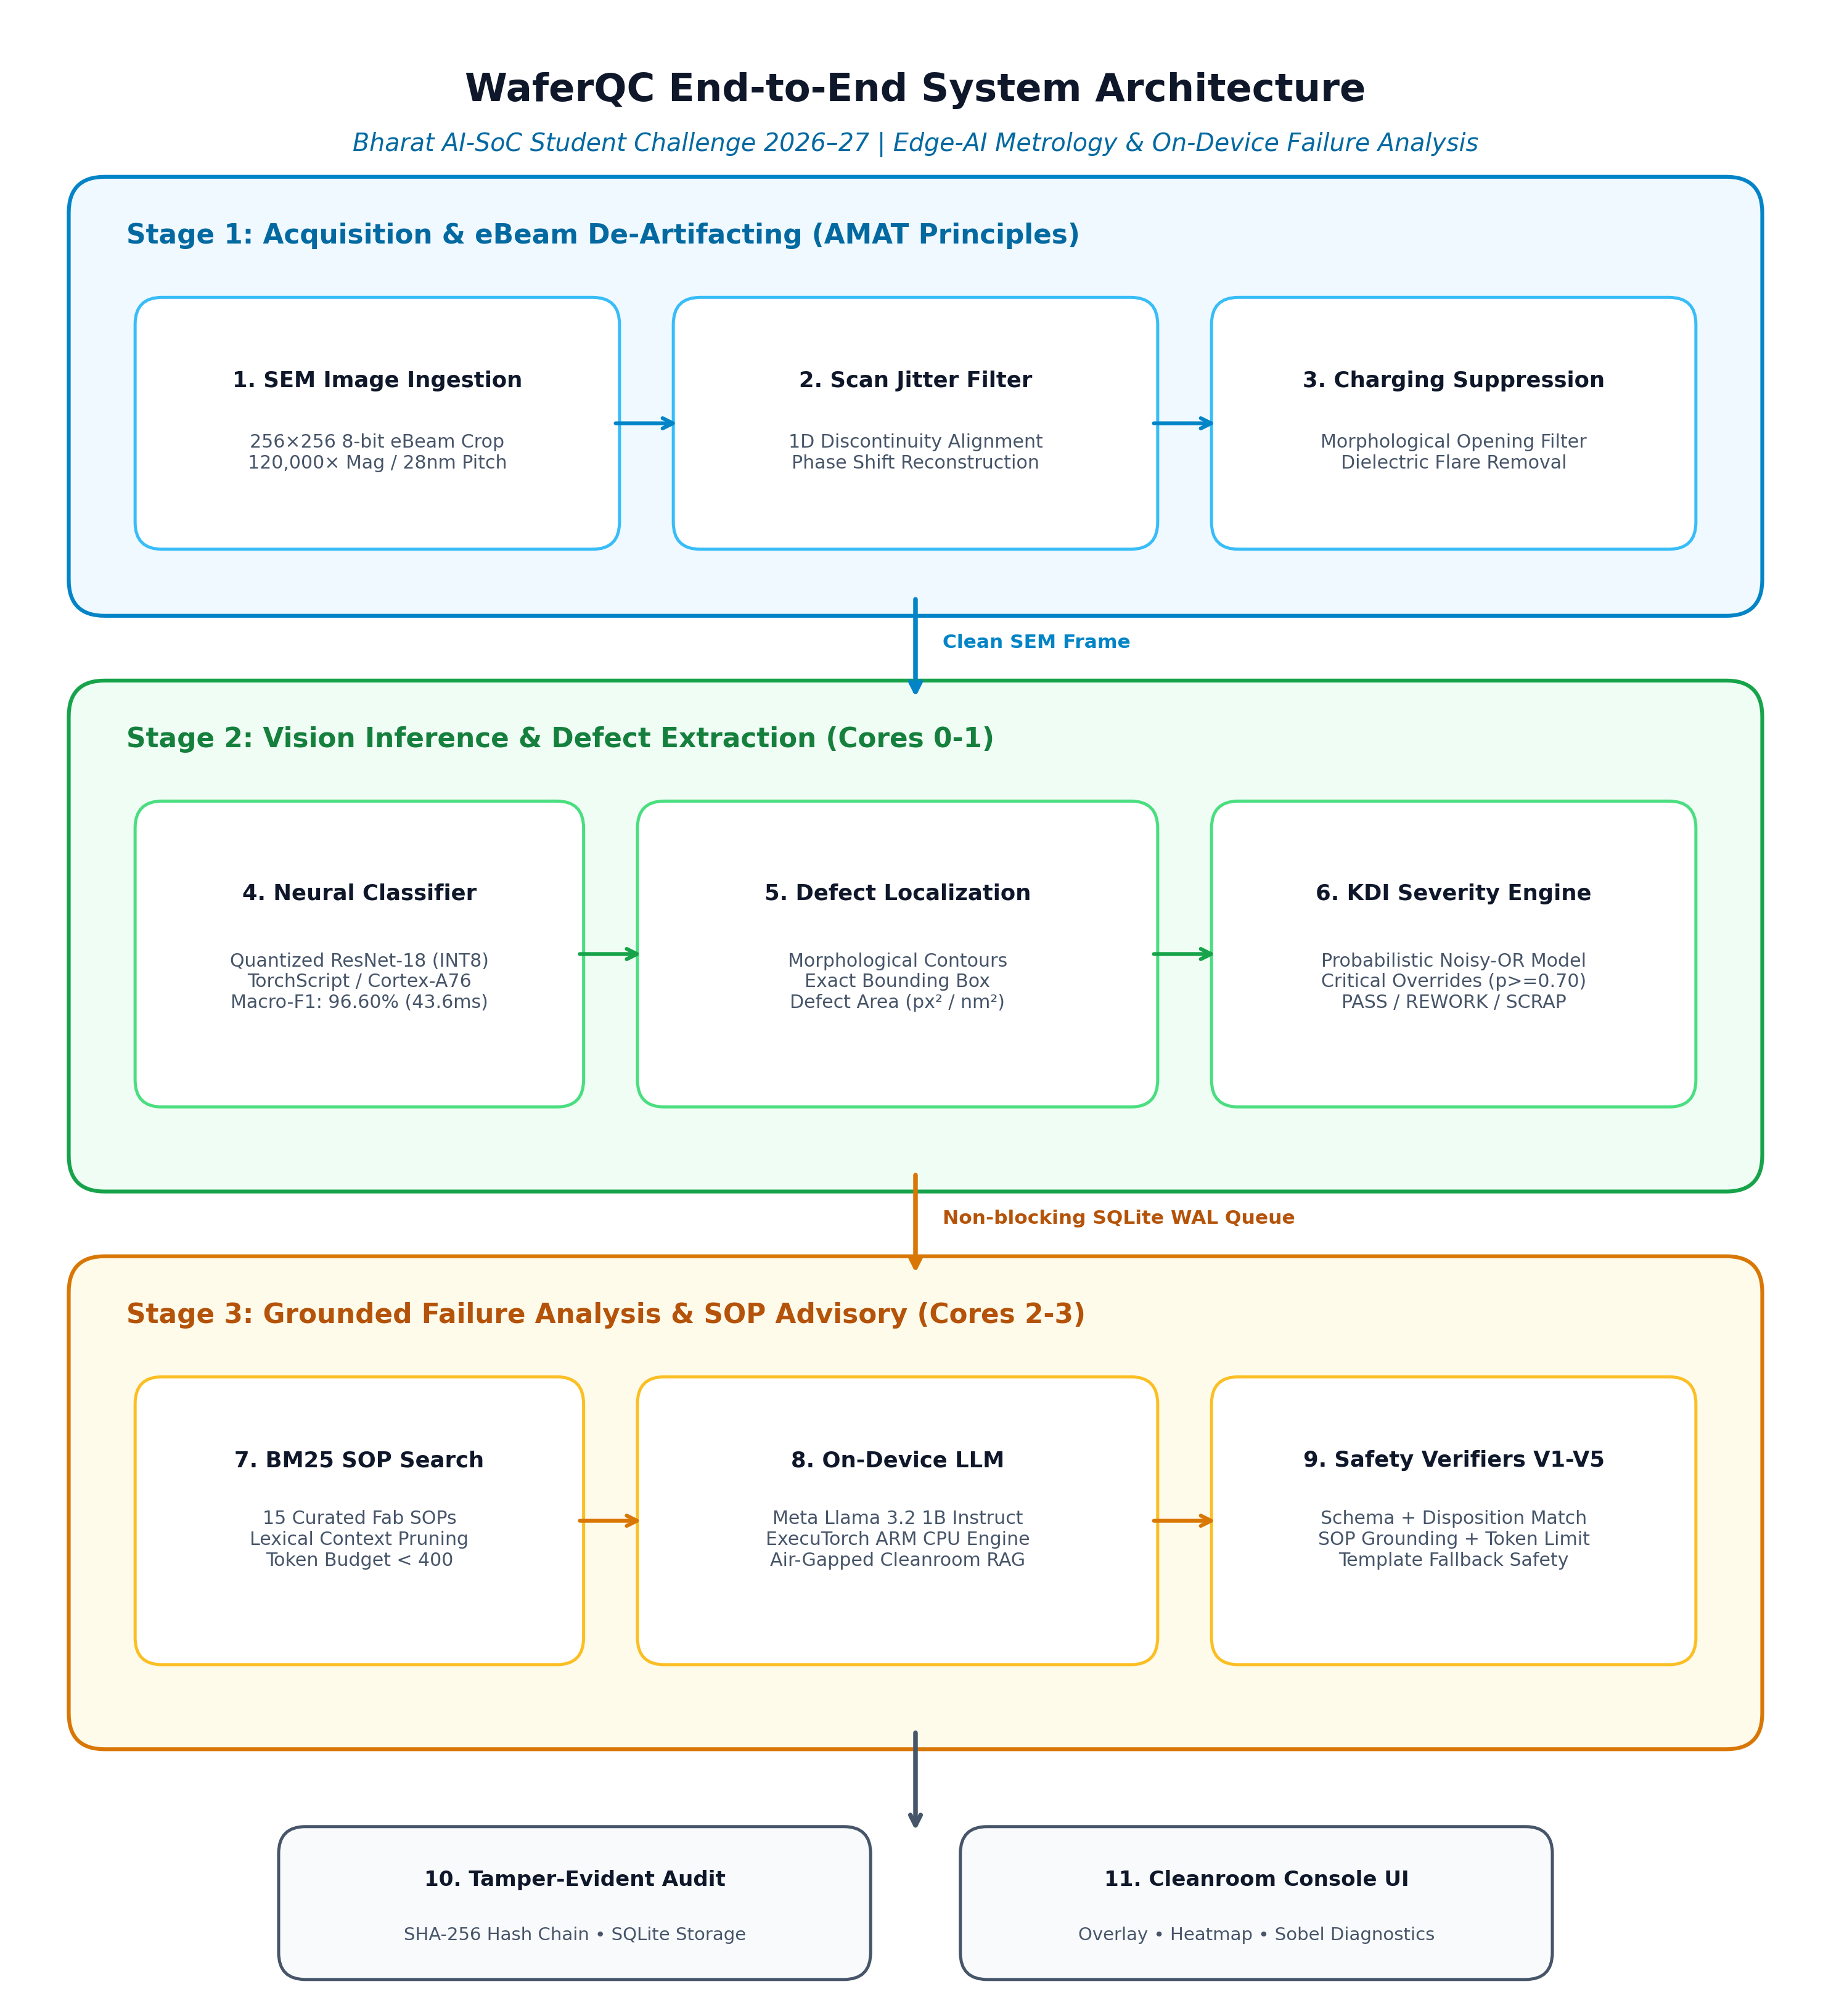 WaferQC End-to-End System Architecture
Bharat AI-SoC Student Challenge 2026–27 | Edge-AI Metrology & On-Device Failure Analysis
Stage 1: Acquisition & eBeam De-Artifacting (AMAT Principles)
1. SEM Image Ingestion
256×256 8-bit eBeam Crop
120,000× Mag / 28nm Pitch
2. Scan Jitter Filter
1D Discontinuity Alignment
Phase Shift Reconstruction
3. Charging Suppression
Morphological Opening Filter
Dielectric Flare Removal
Clean SEM Frame
Stage 2: Vision Inference & Defect Extraction (Cores 0-1)
4. Neural Classifier
Quantized ResNet-18 (INT8)
TorchScript / Cortex-A76
Macro-F1: 96.60% (43.6ms)
5. Defect Localization
Morphological Contours
Exact Bounding Box
Defect Area (px² / nm²)
6. KDI Severity Engine
Probabilistic Noisy-OR Model
Critical Overrides (p>=0.70)
PASS / REWORK / SCRAP
Non-blocking SQLite WAL Queue
Stage 3: Grounded Failure Analysis & SOP Advisory (Cores 2-3)
7. BM25 SOP Search
15 Curated Fab SOPs
Lexical Context Pruning
Token Budget < 400
8. On-Device LLM
Meta Llama 3.2 1B Instruct
ExecuTorch ARM CPU Engine
Air-Gapped Cleanroom RAG
9. Safety Verifiers V1-V5
Schema + Disposition Match
SOP Grounding + Token Limit
Template Fallback Safety
10. Tamper-Evident Audit
SHA-256 Hash Chain • SQLite Storage
11. Cleanroom Console UI
Overlay • Heatmap • Sobel Diagnostics